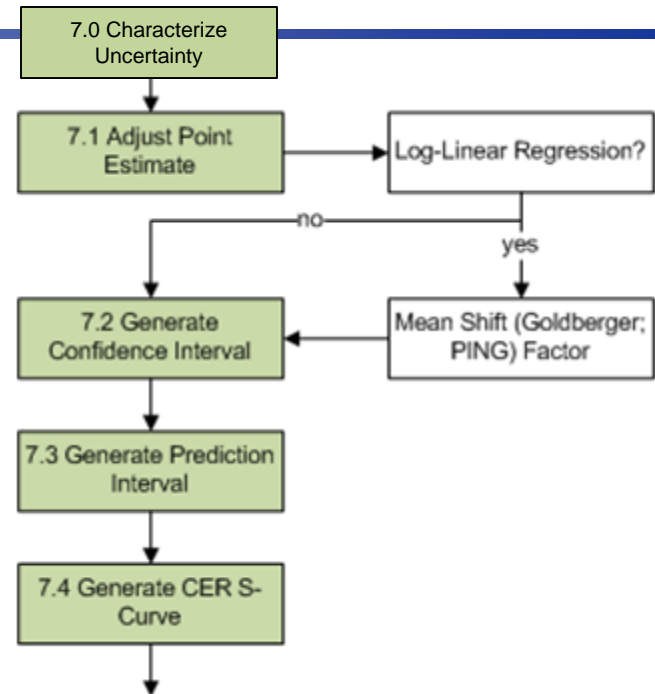 7.0 Characterize
Uncertainty
7.1 Adjust Point
Estimate
Log-Linear Regression?
no
yes
7.2 Generate
Confidence Interval
Mean Shift (Goldberger;
PING) Factor
7.3 Generate Prediction
Interval
7.4 Generate CER S-
Curve